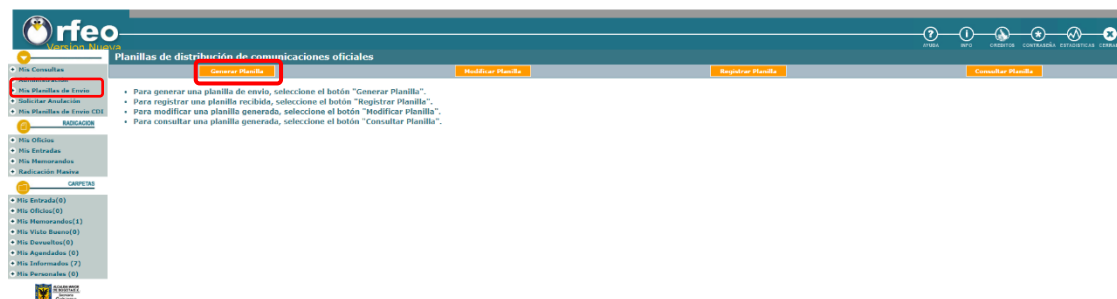 Orfeo
Version Nueva
AYUDA INFO CREDITOS CONTRASEÑA ESTADISTICAS CERRAR
Planillas de distribución de comunicaciones oficiales
Generar Planilla Modificar Planilla Registrar Planilla Consultar Planilla
Mis Consultas
Administración
Mis Planillas de Envio
Solicitar Anulación
Mis Planillas de Envio CDI
RADICACION
Mis Oficios
Mis Entradas
Mis Memorandos
Radicación Masiva
CARPETAS
Mis Entrada(0)
Mis Oficios(0)
Mis Memorandos(1)
Mis Visto Bueno(0)
Mis Devueltos(0)
Mis Agendados (0)
Mis Informados (7)
Mis Personales (0)
• Para generar una planilla de envio, seleccione el botón "Generar Planilla".
• Para registrar una planilla recibida, seleccione el botón "Registrar Planilla".
• Para modificar una planilla generada, seleccione el botón "Modificar Planilla".
• Para consultar una planilla generada, seleccione el botón "Consultar Planilla".